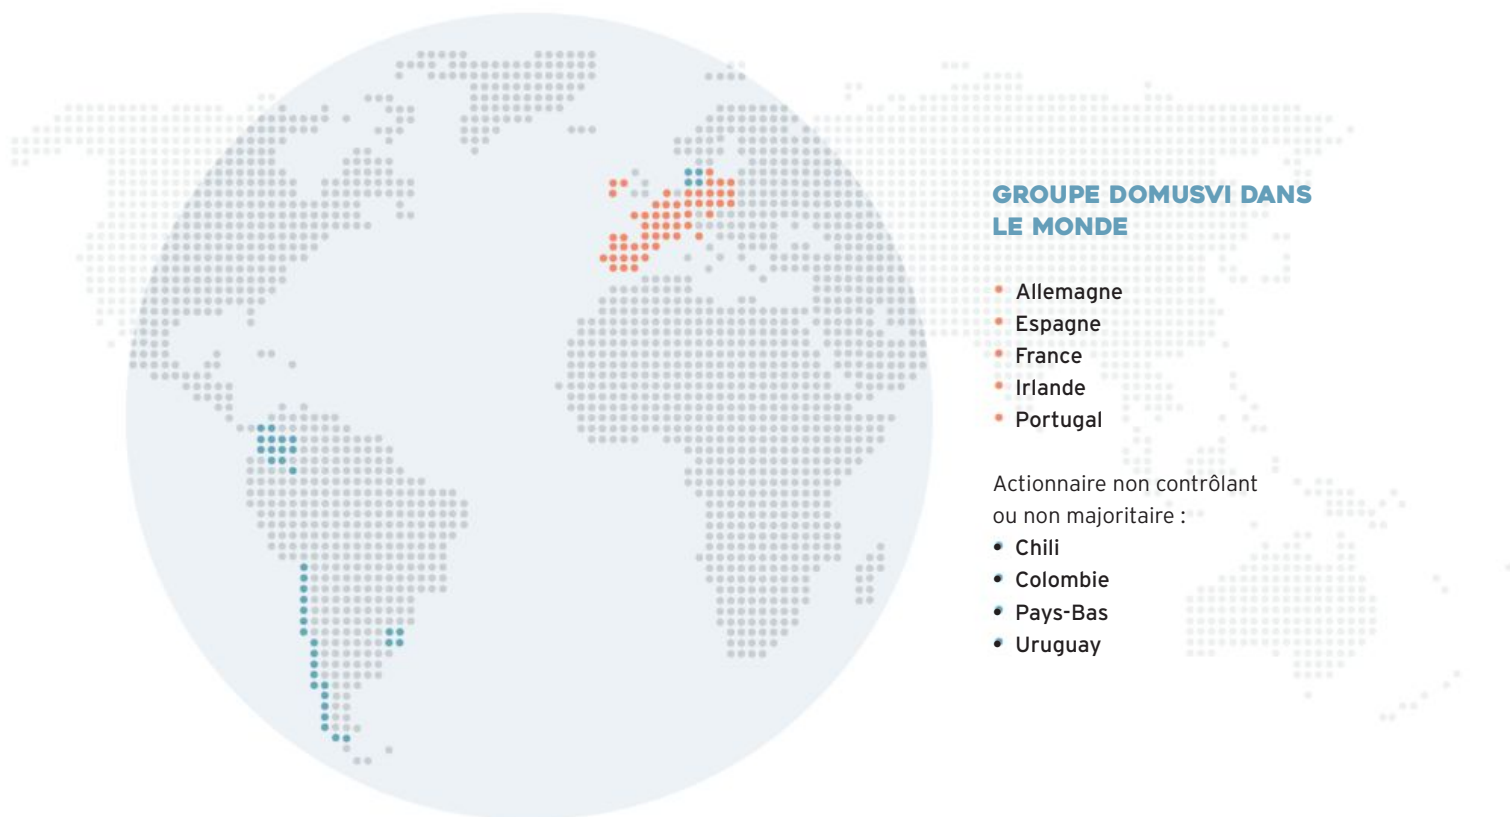 GROUPE DOMUSVI DANS
LE MONDE
• Allemagne
• Espagne
• France
• Irlande
• Portugal
Actionnaire non contrôlant
ou non majoritaire :
• Chili
• Colombie
• Pays-Bas
• Uruguay